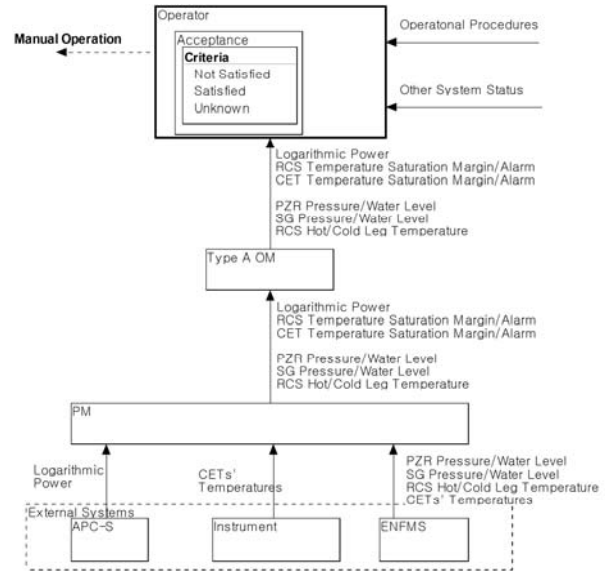 Operator
Manual Operation
Operatonal Procedures
Acceptance
Criteria
Not Satisfied
Satisfied
Unknown
Other System Status
Logarithmic Power
RCS Temperature Saturation Margin/Alarm
CET Temperature Saturation Margin/Alarm
PZR Pressure/Water Level
SG Pressure/Water Level
RCS Hot/Cold Leg Temperature
Type A OM
Logarithmic Power
RCS Temperature Saturation Margin/Alarm
CET Temperature Saturation Margin/Alarm
PZR Pressure/Water Level
SG Pressure/Water Level
RCS Hot/Cold Leg Temperature
PM
Logarithmic
Power
CETs'
Temperatures
PZR Pressure/Water Level
SG Pressure/Water Level
RCS Hot/Cold Leg Temperature
CETs' Temperatures
External Systems
APC-S
Instrument
ENFMS